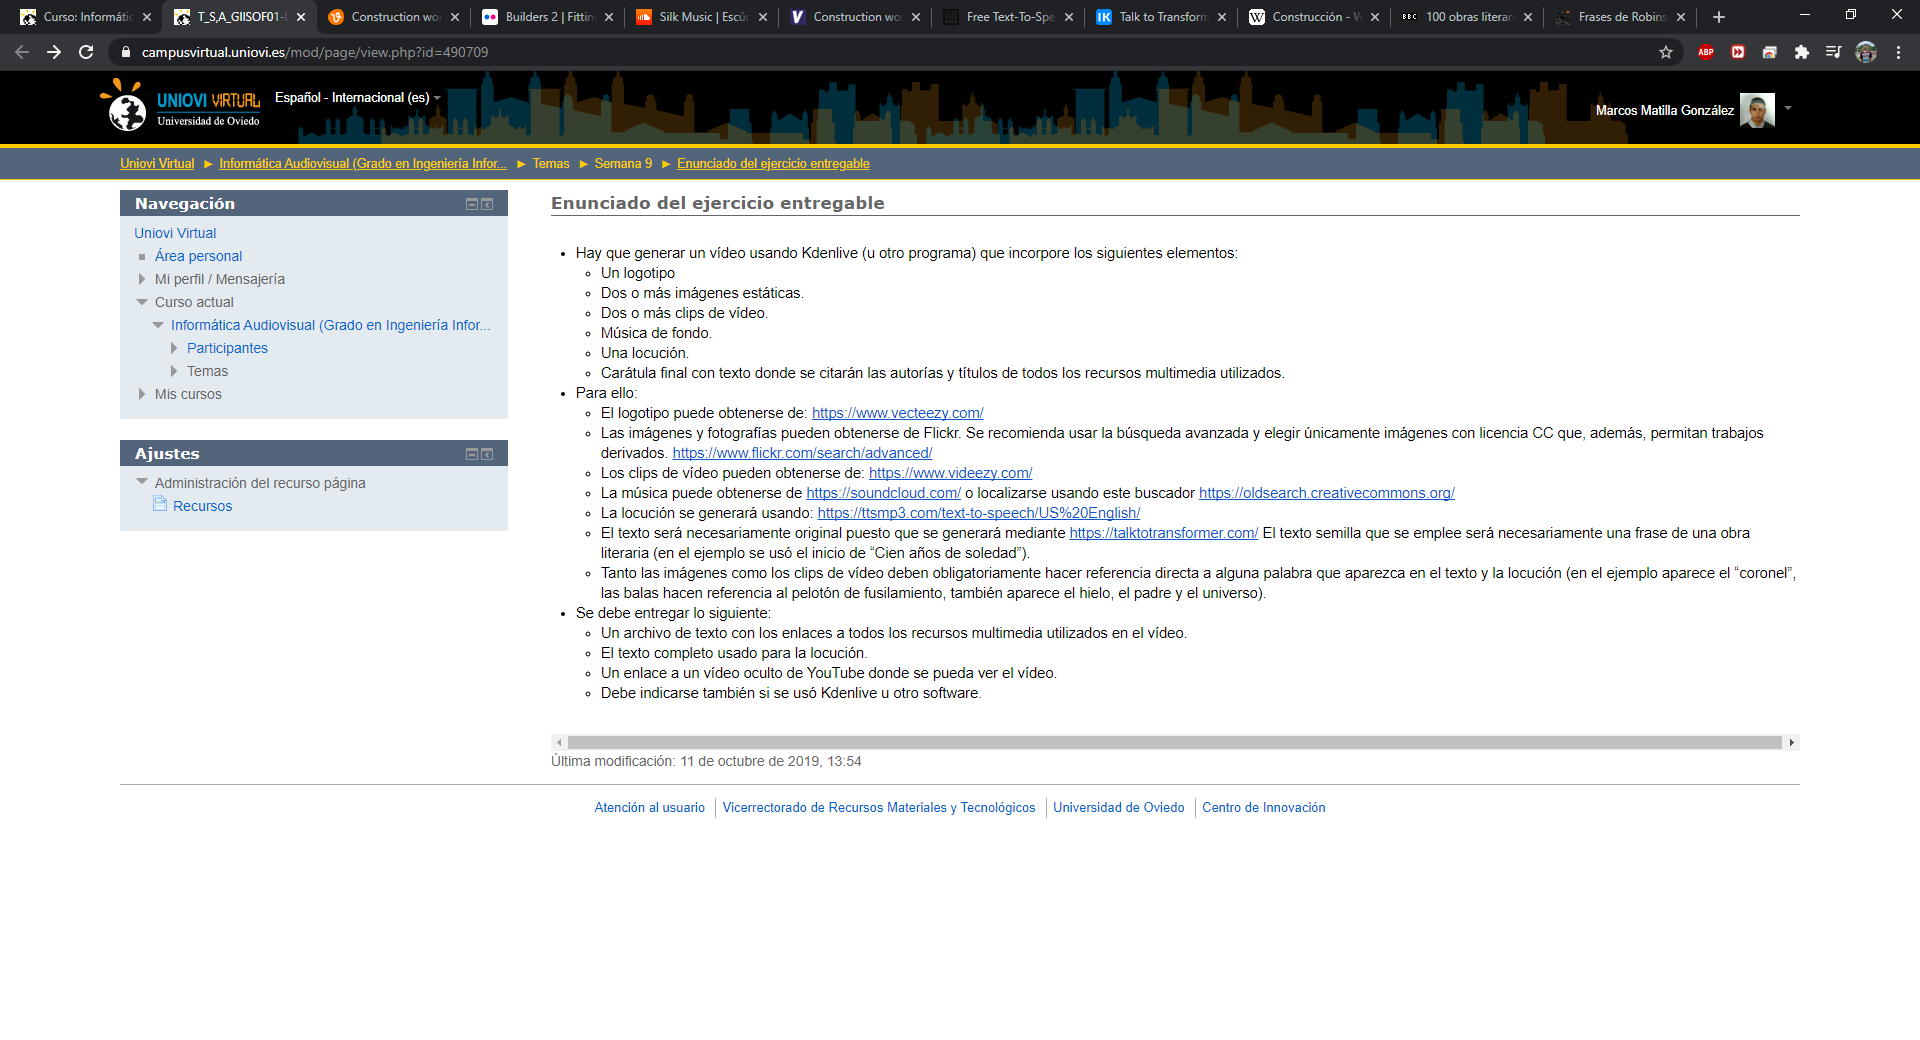 Curso: Informátic
T_S,A_GIISOF01-
Construction wor
Builders 2 | Fittin
Silk Music | Escúc
Construction wo
Free Text-To-Spe
Talk to Transform
Construcción - W
100 obras literari
Frases de Robins
campusvirtual.uniovi.es/mod/page/view.php?id=490709
ABP
UNIOVI VIRTUAL
Universidad de Oviedo
Español - Internacional (es)
Marcos Matilla González
Uniovi Virtual ► Informática Audiovisual (Grado en Ingeniería Infor... ► Temas ► Semana 9 ► Enunciado del ejercicio entregable
Navegación
Uniovi Virtual
Área personal
Mi perfil / Mensajería
Curso actual
Informática Audiovisual (Grado en Ingeniería Infor...
Participantes
Temas
Mis cursos
Ajustes
Administración del recurso página
Recursos
Enunciado del ejercicio entregable
Hay que generar un vídeo usando Kdenlive (u otro programa) que incorpore los siguientes elementos:
Un logotipo
Dos o más imágenes estáticas.
Dos o más clips de vídeo.
Música de fondo.
Una locución.
Carátula final con texto donde se citarán las autorías y títulos de todos los recursos multimedia utilizados.
Para ello:
El logotipo puede obtenerse de: https://www.vecteezy.com/
Las imágenes y fotografías pueden obtenerse de Flickr. Se recomienda usar la búsqueda avanzada y elegir únicamente imágenes con licencia CC que, además, permitan trabajos
derivados. https://www.flickr.com/search/advanced/
Los clips de vídeo pueden obtenerse de: https://www.videezy.com/
La música puede obtenerse de https://soundcloud.com/ o localizarse usando este buscador https://oldsearch.creativecommons.org/
La locución se generará usando: https://ttsmp3.com/text-to-speech/US%20English/
El texto será necesariamente original puesto que se generará mediante https://talktotransformer.com/ El texto semilla que se emplee será necesariamente una frase de una obra
literaria (en el ejemplo se usó el inicio de “Cien años de soledad”).
Tanto las imágenes como los clips de vídeo deben obligatoriamente hacer referencia directa a alguna palabra que aparezca en el texto y la locución (en el ejemplo aparece el “coronel”,
las balas hacen referencia al pelotón de fusilamiento, también aparece el hielo, el padre y el universo).
Se debe entregar lo siguiente:
Un archivo de texto con los enlaces a todos los recursos multimedia utilizados en el vídeo.
El texto completo usado para la locución.
Un enlace a un vídeo oculto de YouTube donde se pueda ver el vídeo.
Debe indicarse también si se usó Kdenlive u otro software.
Última modificación: 11 de octubre de 2019, 13:54
Atención al usuario
Vicerrectorado de Recursos Materiales y Tecnológicos
Universidad de Oviedo
Centro de Innovación